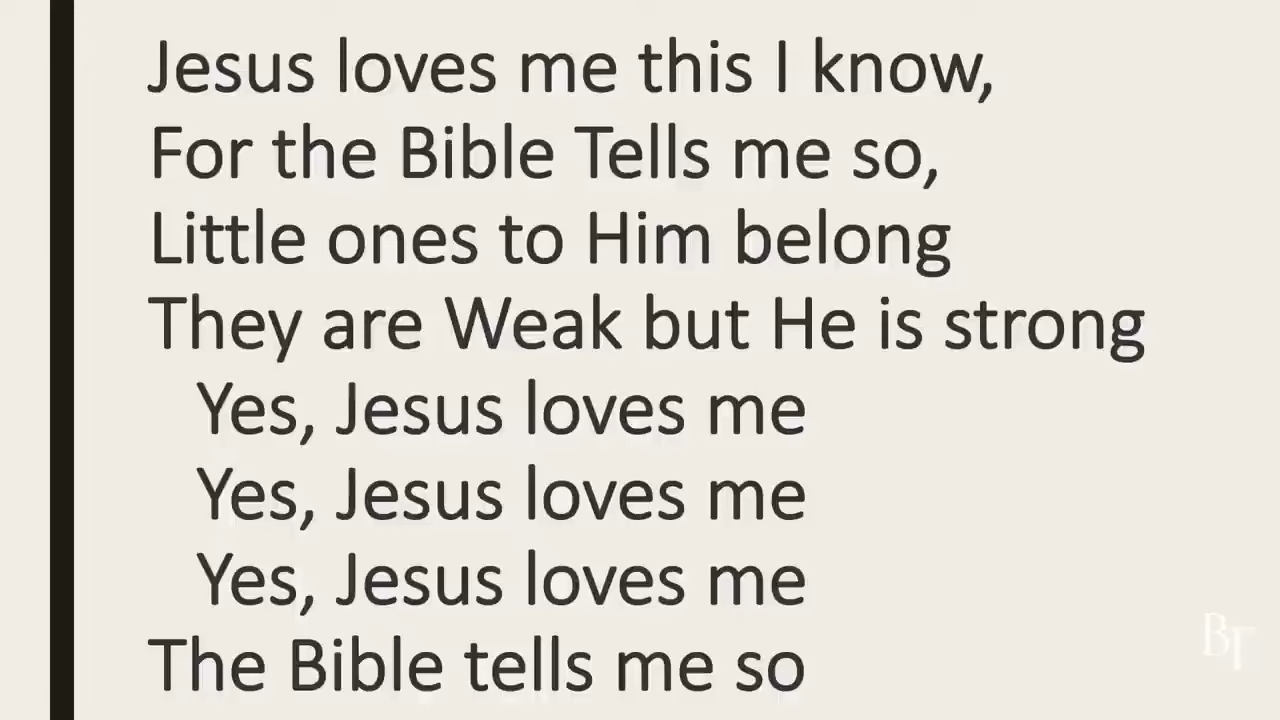 Jesus loves me this I know,
For the Bible Tells me so,
Little ones to Him belong
They are Weak but He is strong
Yes, Jesus loves me
Yes, Jesus loves me
Yes, Jesus loves me
The Bible tells me so
BT